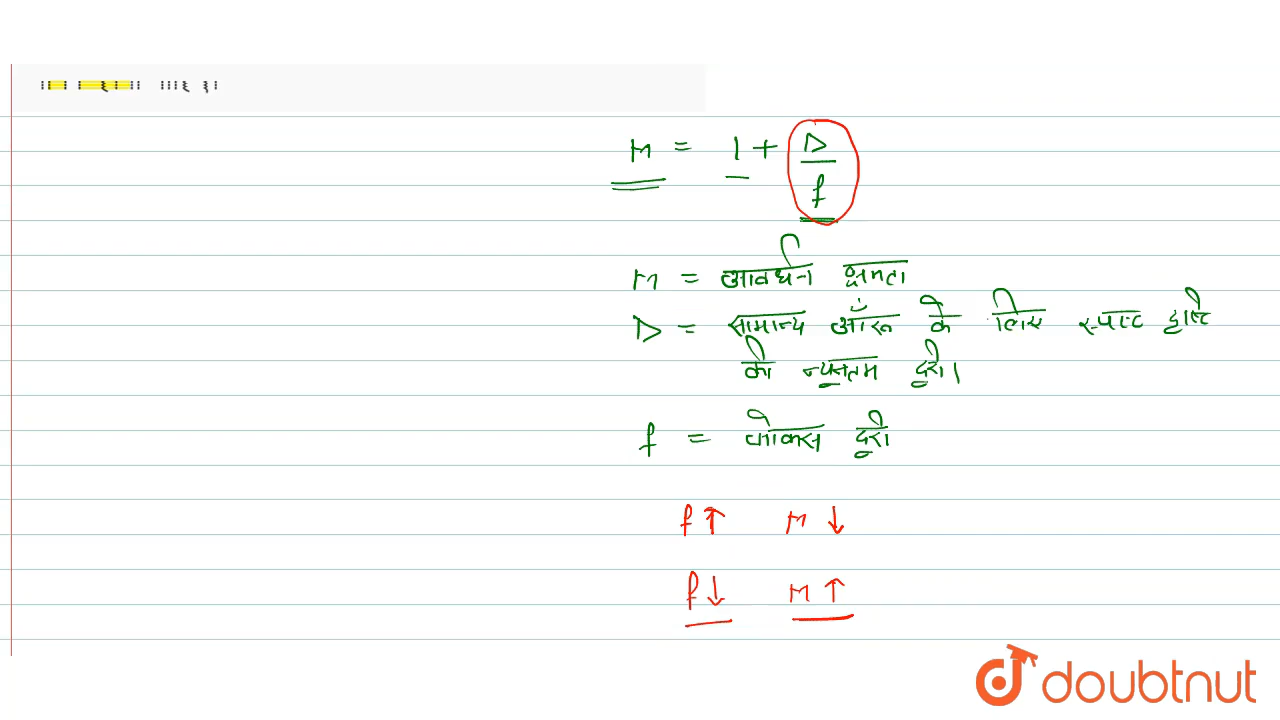 M = 1 + D/f
M = आवर्धन क्षमता
D = सामान्य आँख के लिए स्पष्ट दृष्टि
की न्यूनतम दूरी।
f = फोकस दूरी
f ↑ M ↓
f ↓ M ↑
doubtnut